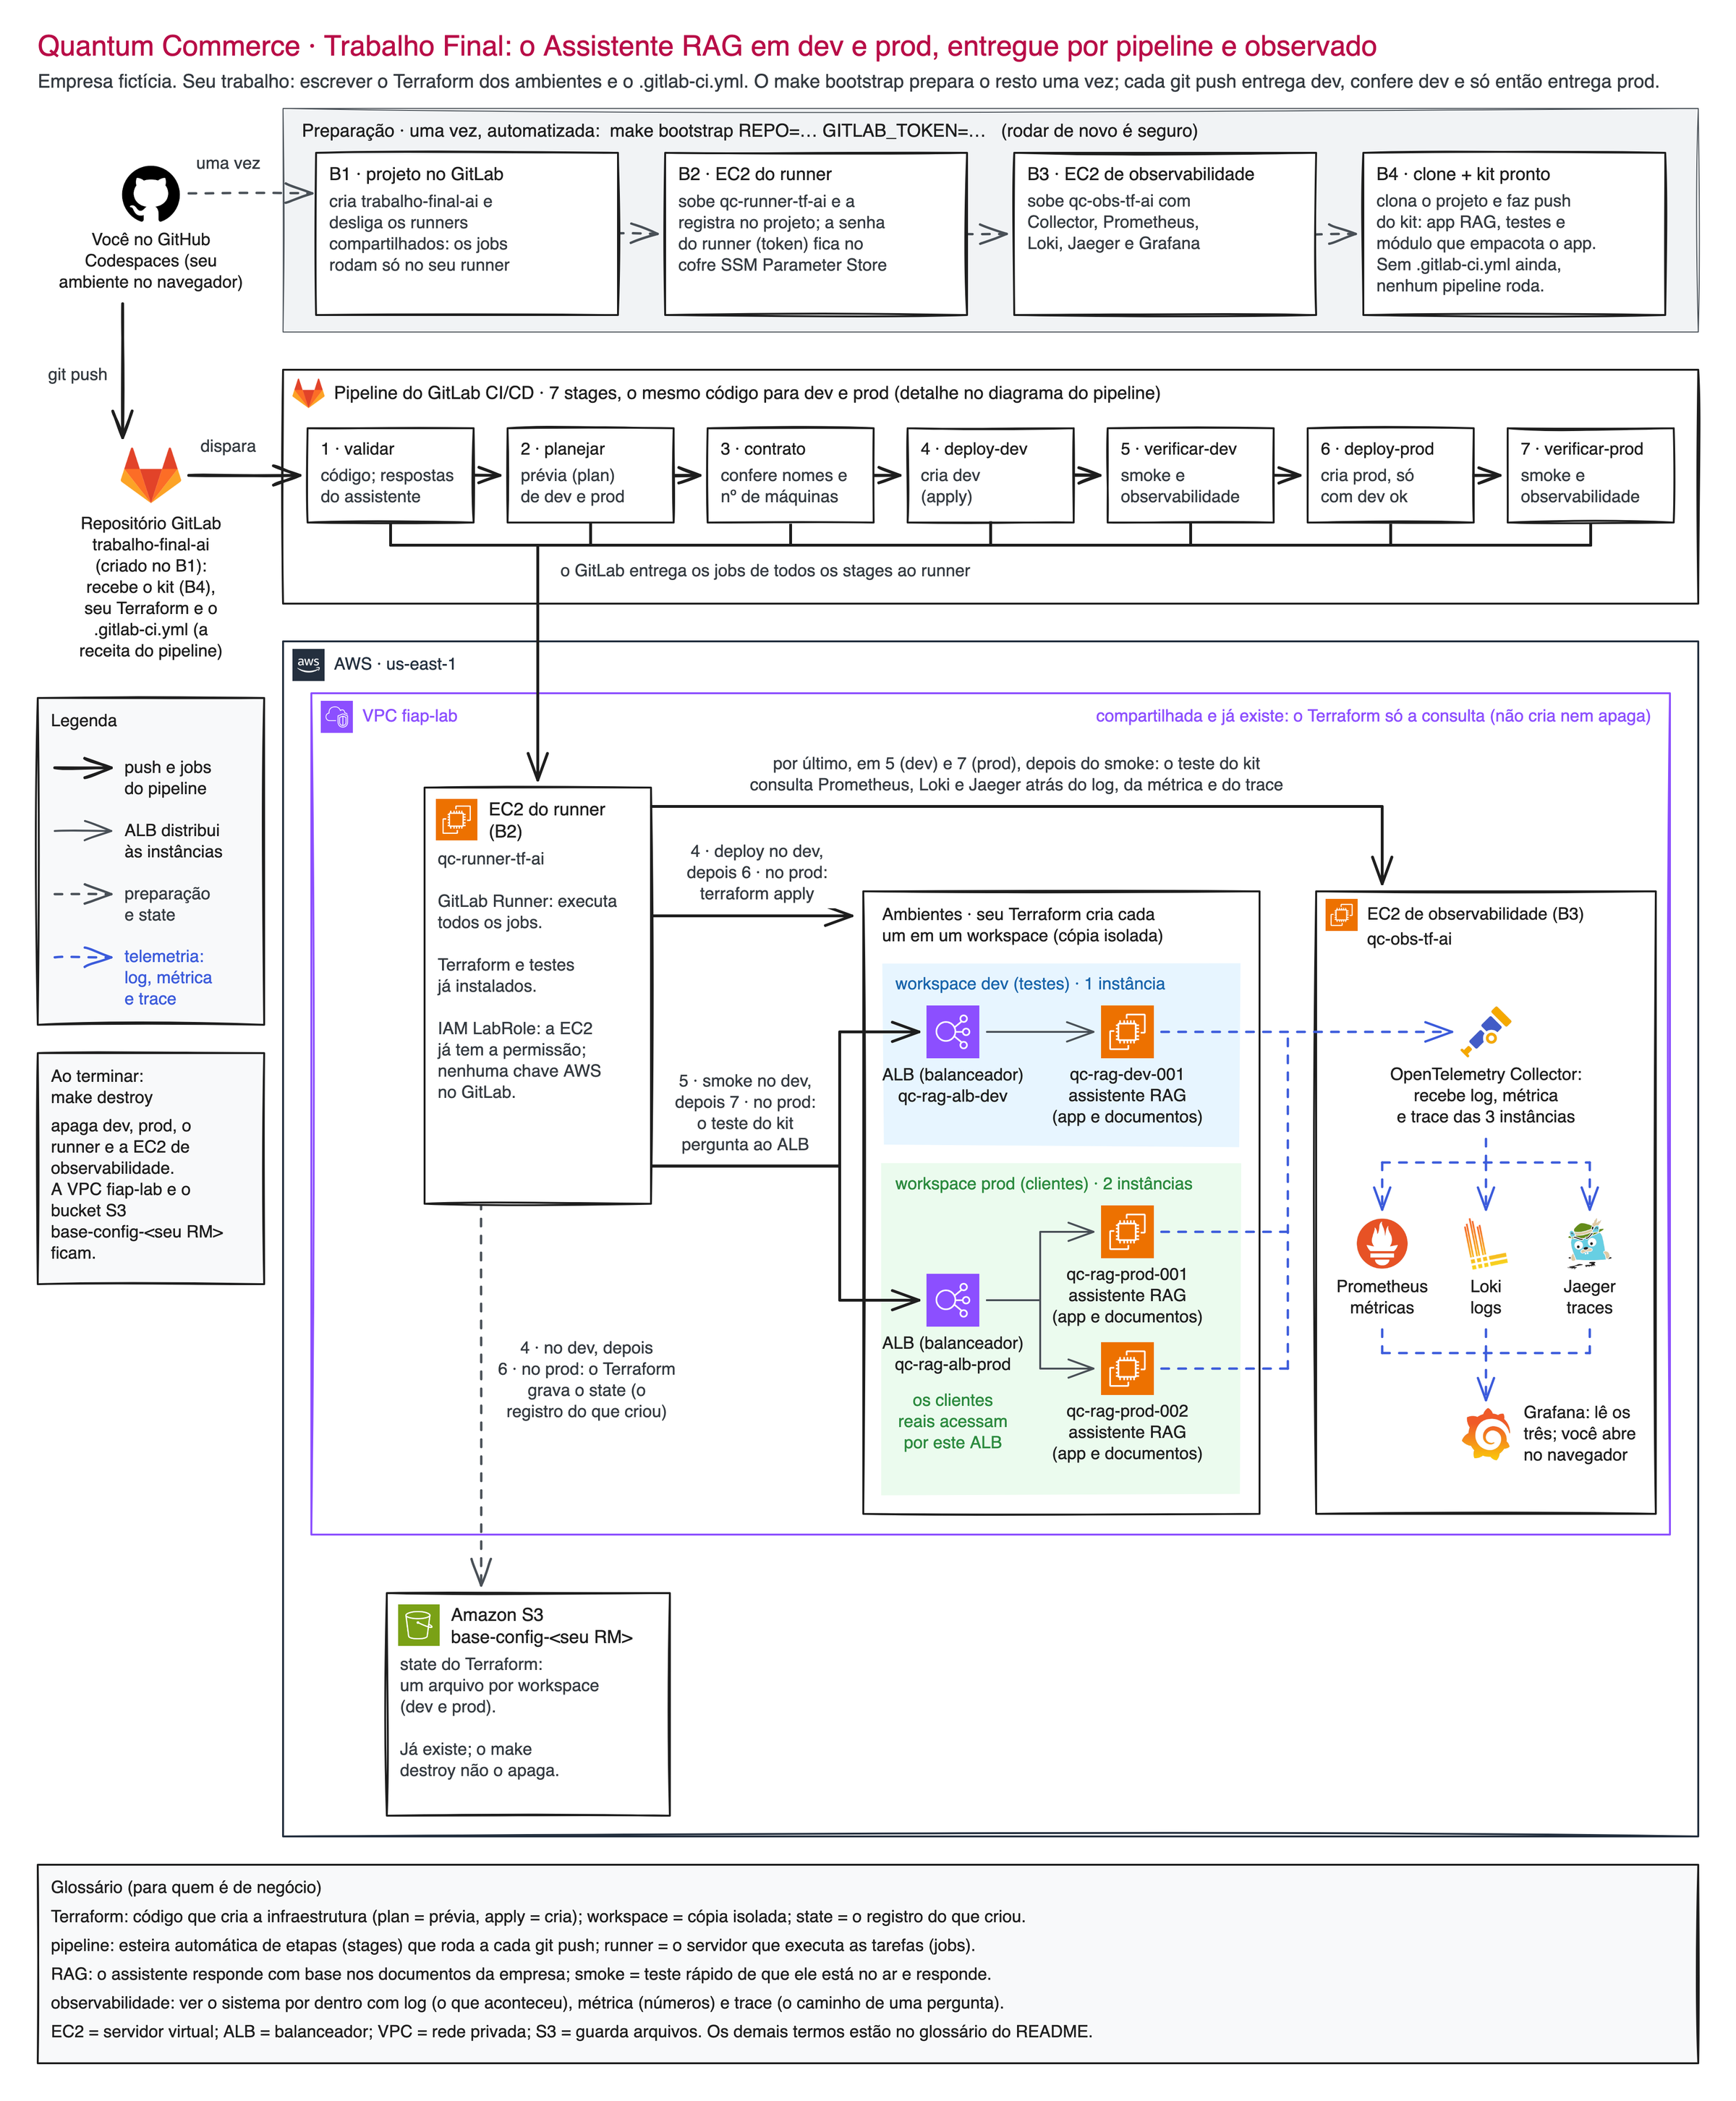 Quantum Commerce · Trabalho Final: o Assistente RAG em dev e prod, entregue por pipeline e observado
Empresa fictícia. Seu trabalho: escrever o Terraform dos ambientes e o .gitlab-ci.yml. O make bootstrap prepara o resto uma vez; cada git push entrega dev, confere dev e só então entrega prod.
Preparação · uma vez, automatizada: make bootstrap REPO=... GITLAB_TOKEN=... (rodar de novo é seguro)
uma vez
Você no GitHub
Codespaces (seu
ambiente no navegador)
B1 · projeto no GitLab
cria trabalho-final-ai e
desliga os runners
compartilhados: os jobs
rodam só no seu runner
B2 · EC2 do runner
sobe qc-runner-tf-ai e a
registra no projeto; a senha
do runner (token) fica no
cofre SSM Parameter Store
B3 · EC2 de observabilidade
sobe qc-obs-tf-ai com
Collector, Prometheus,
Loki, Jaeger e Grafana
B4 · clone + kit pronto
clona o projeto e faz push
do kit: app RAG, testes e
módulo que empacota o app.
Sem .gitlab-ci.yml ainda,
nenhum pipeline roda.
git push
Pipeline do GitLab CI/CD · 7 stages, o mesmo código para dev e prod (detalhe no diagrama do pipeline)
dispara
Repositório GitLab
trabalho-final-ai
(criado no B1):
recebe o kit (B4),
seu Terraform e o
.gitlab-ci.yml (a
receita do pipeline)
1 · validar
código; respostas
do assistente
2 · planejar
prévia (plan)
de dev e prod
3 · contrato
confere nomes e
nº de máquinas
4 · deploy-dev
cria dev
(apply)
5 · verificar-dev
smoke e
observabilidade
6 · deploy-prod
cria prod, só
com dev ok
7 · verificar-prod
smoke e
observabilidade
o GitLab entrega os jobs de todos os stages ao runner
aws
AWS · us-east-1
VPC fiap-lab
compartilhada e já existe: o Terraform só a consulta (não cria nem apaga)
Legenda
push e jobs
do pipeline
ALB distribui
às instâncias
preparação
e state
telemetria:
log, métrica
e trace
Ao terminar:
make destroy
apaga dev, prod, o
runner e a EC2 de
observabilidade.
A VPC fiap-lab e o
bucket S3
base-config-<seu RM>
ficam.
por último, em 5 (dev) e 7 (prod), depois do smoke: o teste do kit
consulta Prometheus, Loki e Jaeger atrás do log, da métrica e do trace
EC2 do runner
(B2)
qc-runner-tf-ai
GitLab Runner: executa
todos os jobs.
Terraform e testes
já instalados.
IAM LabRole: a EC2
já tem a permissão;
nenhuma chave AWS
no GitLab.
4 · deploy no dev,
depois 6 · no prod:
terraform apply
5 · smoke no dev,
depois 7 · no prod:
o teste do kit
pergunta ao ALB
Ambientes · seu Terraform cria cada
um em um workspace (cópia isolada)
workspace dev (testes) · 1 instância
ALB (balanceador)
qc-rag-alb-dev
qc-rag-dev-001
assistente RAG
(app e documentos)
workspace prod (clientes) · 2 instâncias
qc-rag-prod-001
assistente RAG
(app e documentos)
ALB (balanceador)
qc-rag-alb-prod
os clientes
reais acessam
por este ALB
qc-rag-prod-002
assistente RAG
(app e documentos)
EC2 de observabilidade (B3)
qc-obs-tf-ai
OpenTelemetry Collector:
recebe log, métrica
e trace das 3 instâncias
Prometheus
métricas
Loki
logs
Jaeger
traces
Grafana: lê os
três; você abre
no navegador
4 · no dev, depois
6 · no prod: o Terraform
grava o state (o
registro do que criou)
Amazon S3
base-config-<seu RM>
state do Terraform:
um arquivo por workspace
(dev e prod).
Já existe; o make
destroy não o apaga.
Glossário (para quem é de negócio)
Terraform: código que cria a infraestrutura (plan = prévia, apply = cria); workspace = cópia isolada; state = o registro do que criou.
pipeline: esteira automática de etapas (stages) que roda a cada git push; runner = o servidor que executa as tarefas (jobs).
RAG: o assistente responde com base nos documentos da empresa; smoke = teste rápido de que ele está no ar e responde.
observabilidade: ver o sistema por dentro com log (o que aconteceu), métrica (números) e trace (o caminho de uma pergunta).
EC2 = servidor virtual; ALB = balanceador; VPC = rede privada; S3 = guarda arquivos. Os demais termos estão no glossário do README.